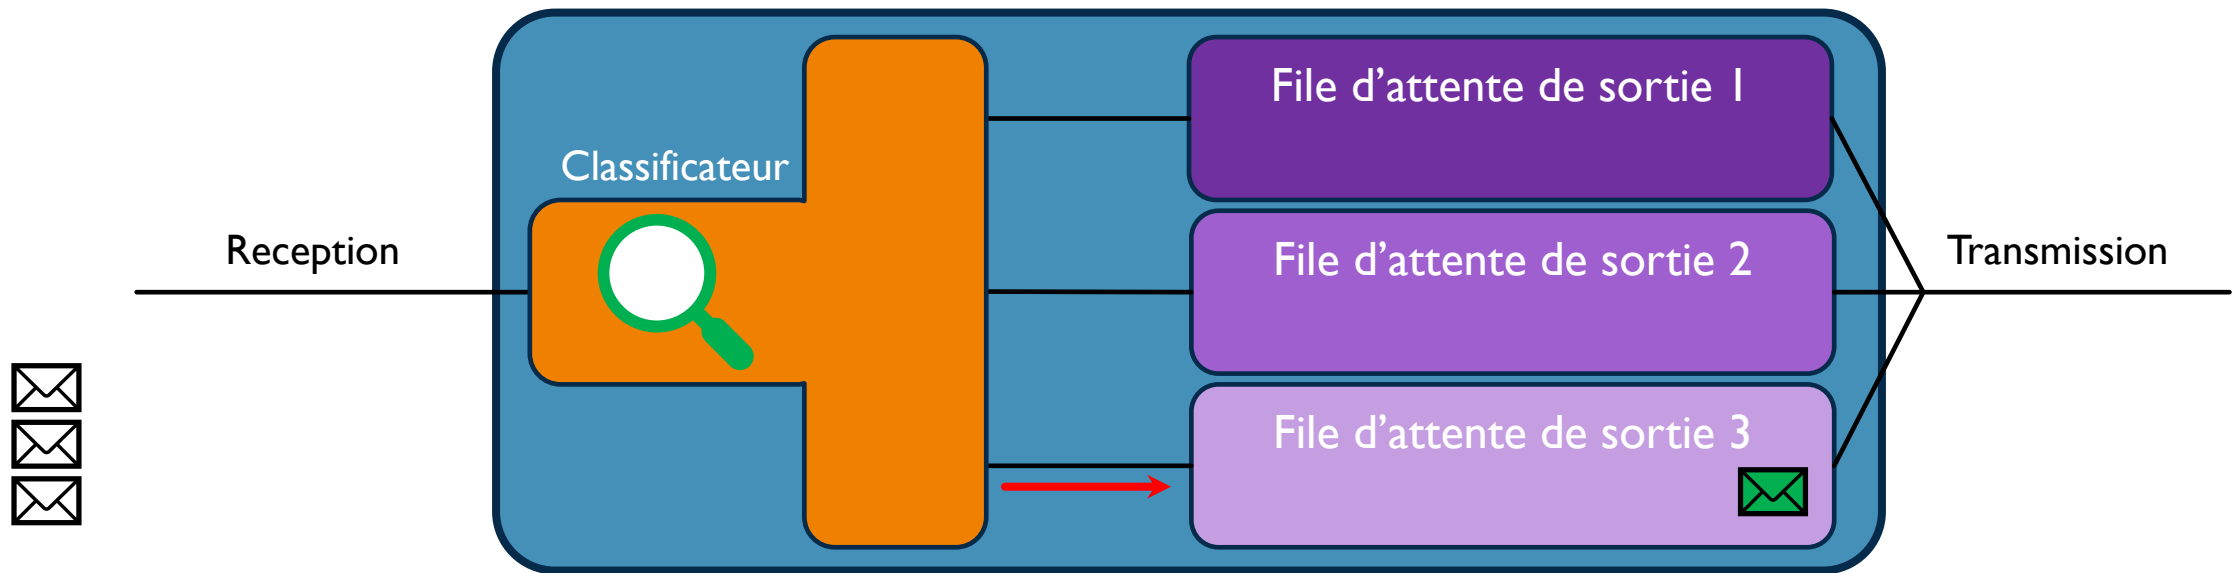 File d’attente de sortie 1
Classificateur
Reception
File d’attente de sortie 2
Transmission
File d’attente de sortie 3